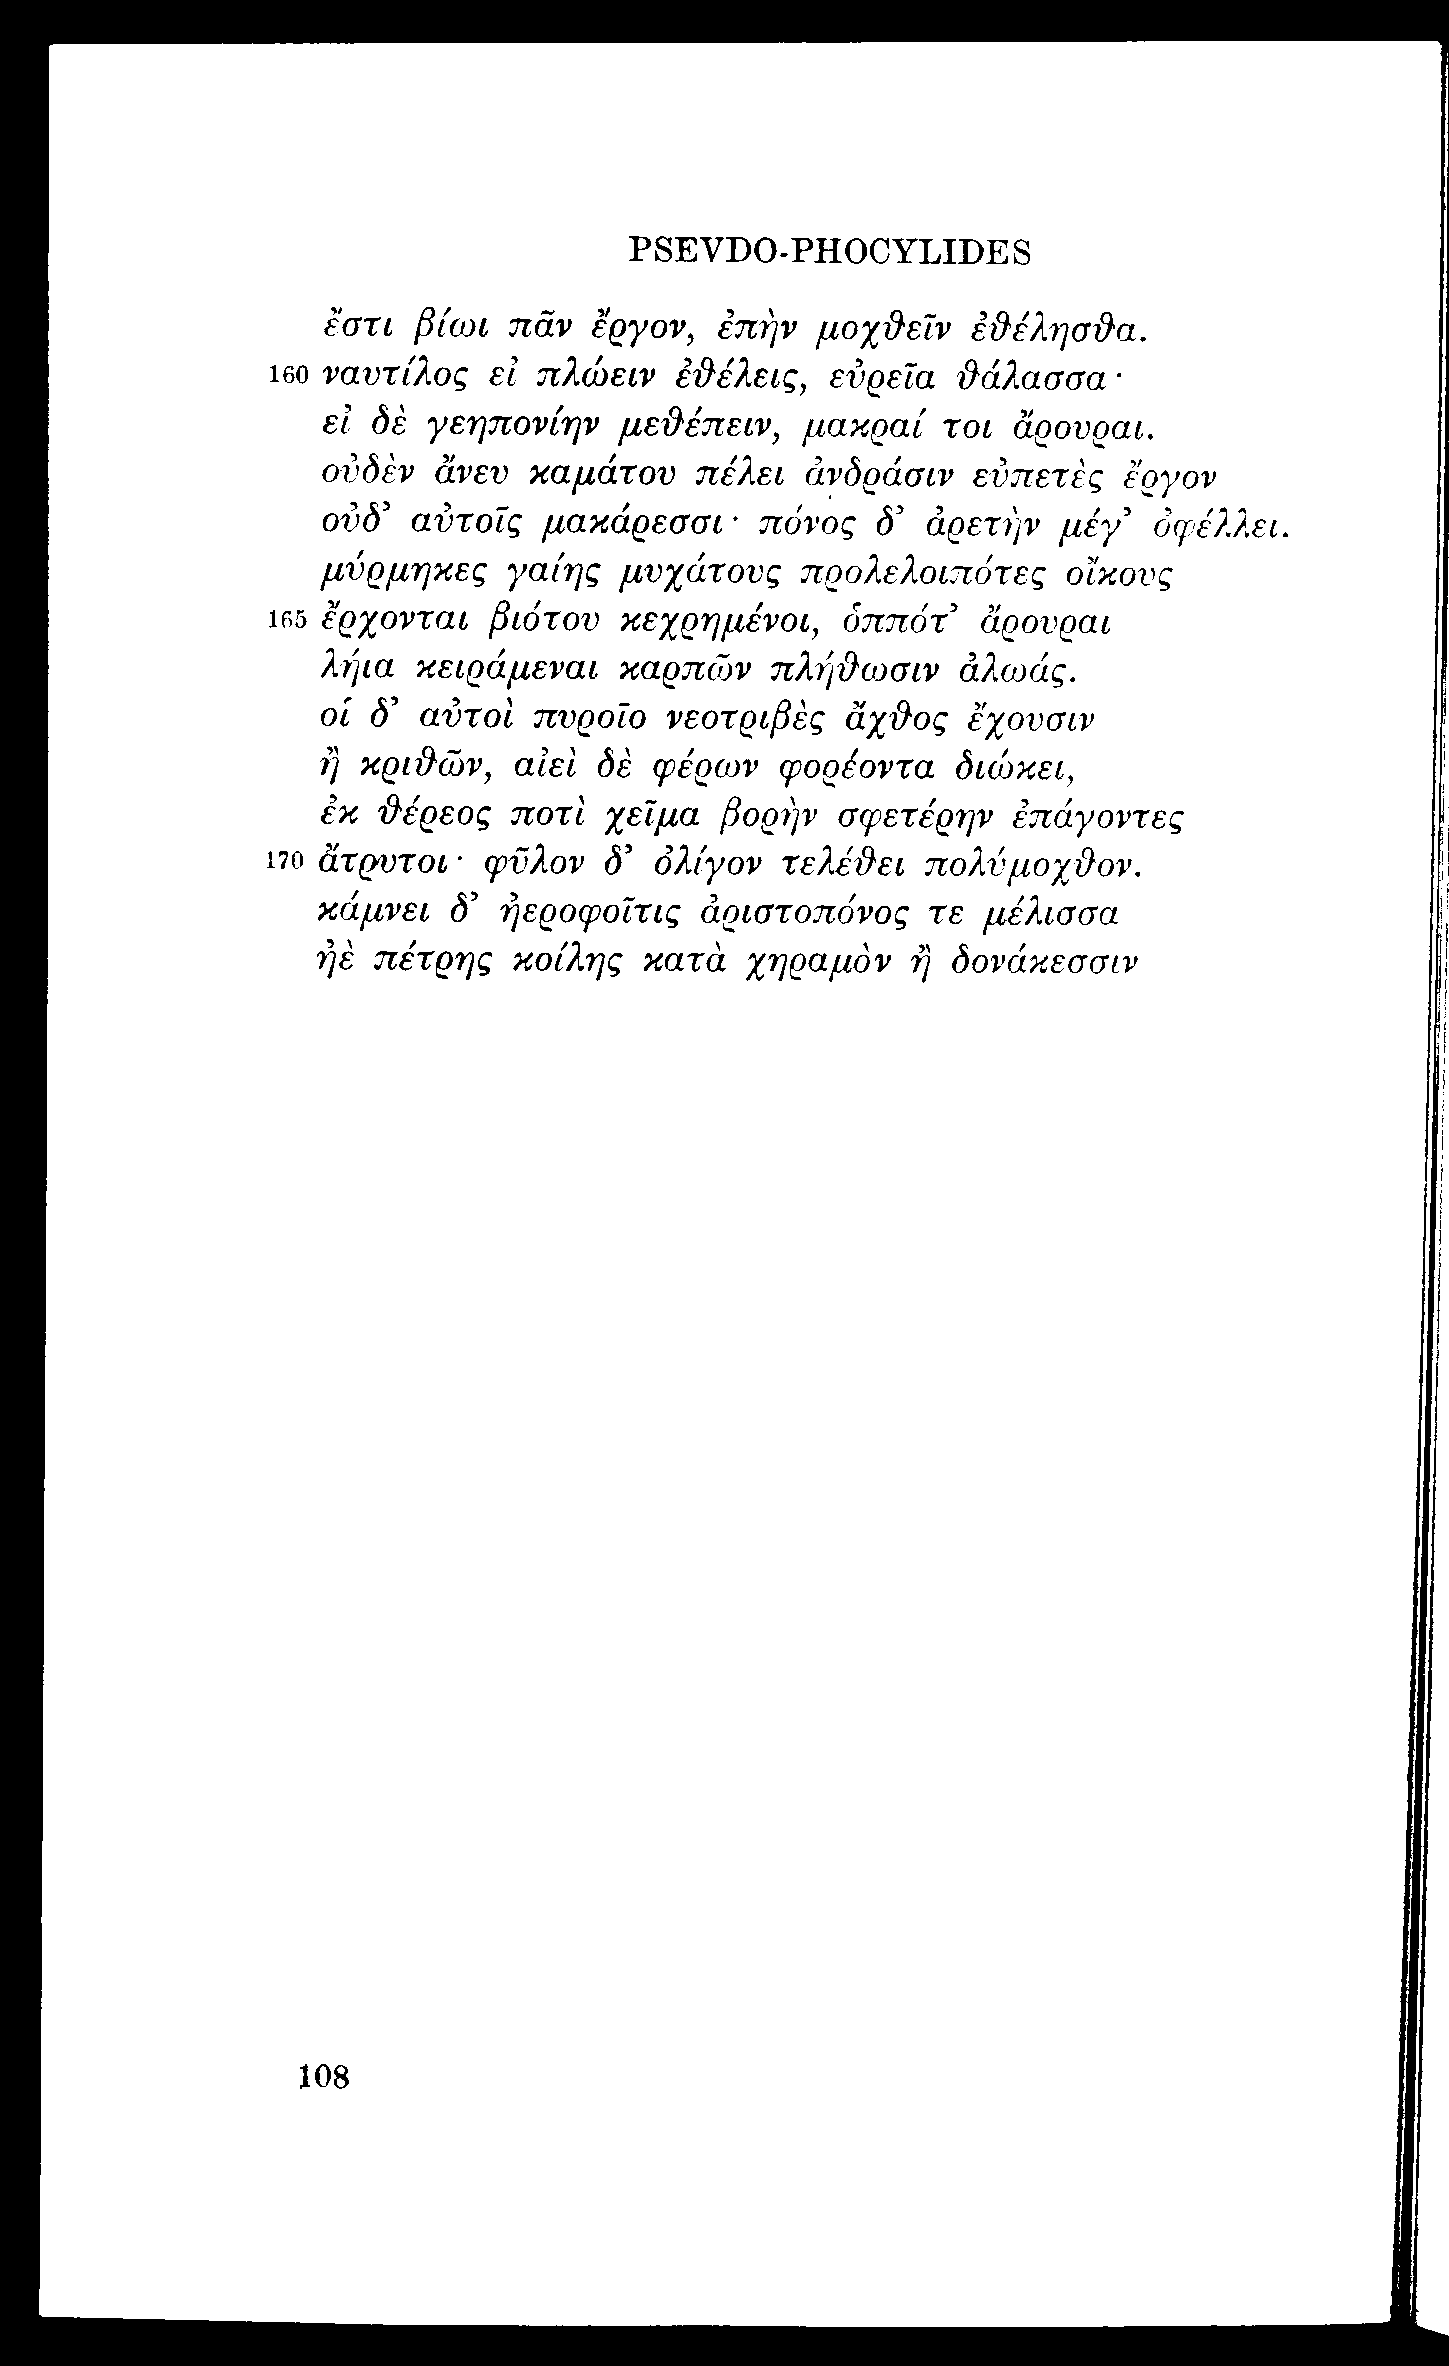 PSEVDO-PHOCYLIDES
ἔστι βίωι πᾶν ἔργον, ἐπὴν μοχϑεῖν ἐϑέλησϑα.
160 ναυτίλος εἰ πλώειν ἐϑέλεις, εὐρεῖα ϑάλασσα·
εἰ δὲ γεηπονίην μεϑέπειν, μακραί τοι ἄρουραι.
οὐδὲν ἄνευ καμάτου πέλει ἀνδράσιν εὐπετὲς ἔργον
οὐδ’ αὐτοῖς μακάρεσσι· πόνος δ’ ἀρετὴν μέγ’ ὀφέλλει.
μύρμηκες γαίης μυχάτους προλελοιπότες οἴκους
165 ἔρχονται βιότου κεχρημένοι, ὁππότ’ ἄρουραι
λήια κειράμεναι καρπῶν πλήϑωσιν ἀλωάς.
οἱ δ’ αὐτοὶ πυροῖο νεοτριβὲς ἄχϑος ἔχουσιν
ἢ κριϑῶν, αἰεὶ δὲ φέρων φορέοντα διώκει,
ἐκ ϑέρεος ποτὶ χεῖμα βορὴν σφετέρην ἐπάγοντες
170 ἄτρυτοι· φῦλον δ’ ὀλίγον τελέϑει πολύμοχϑον.
κάμνει δ’ ἠεροφοῖτις ἀριστοπόνος τε μέλισσα
ἠὲ πέτρης κοίλης κατὰ χηραμὸν ἢ δονάκεσσιν
108